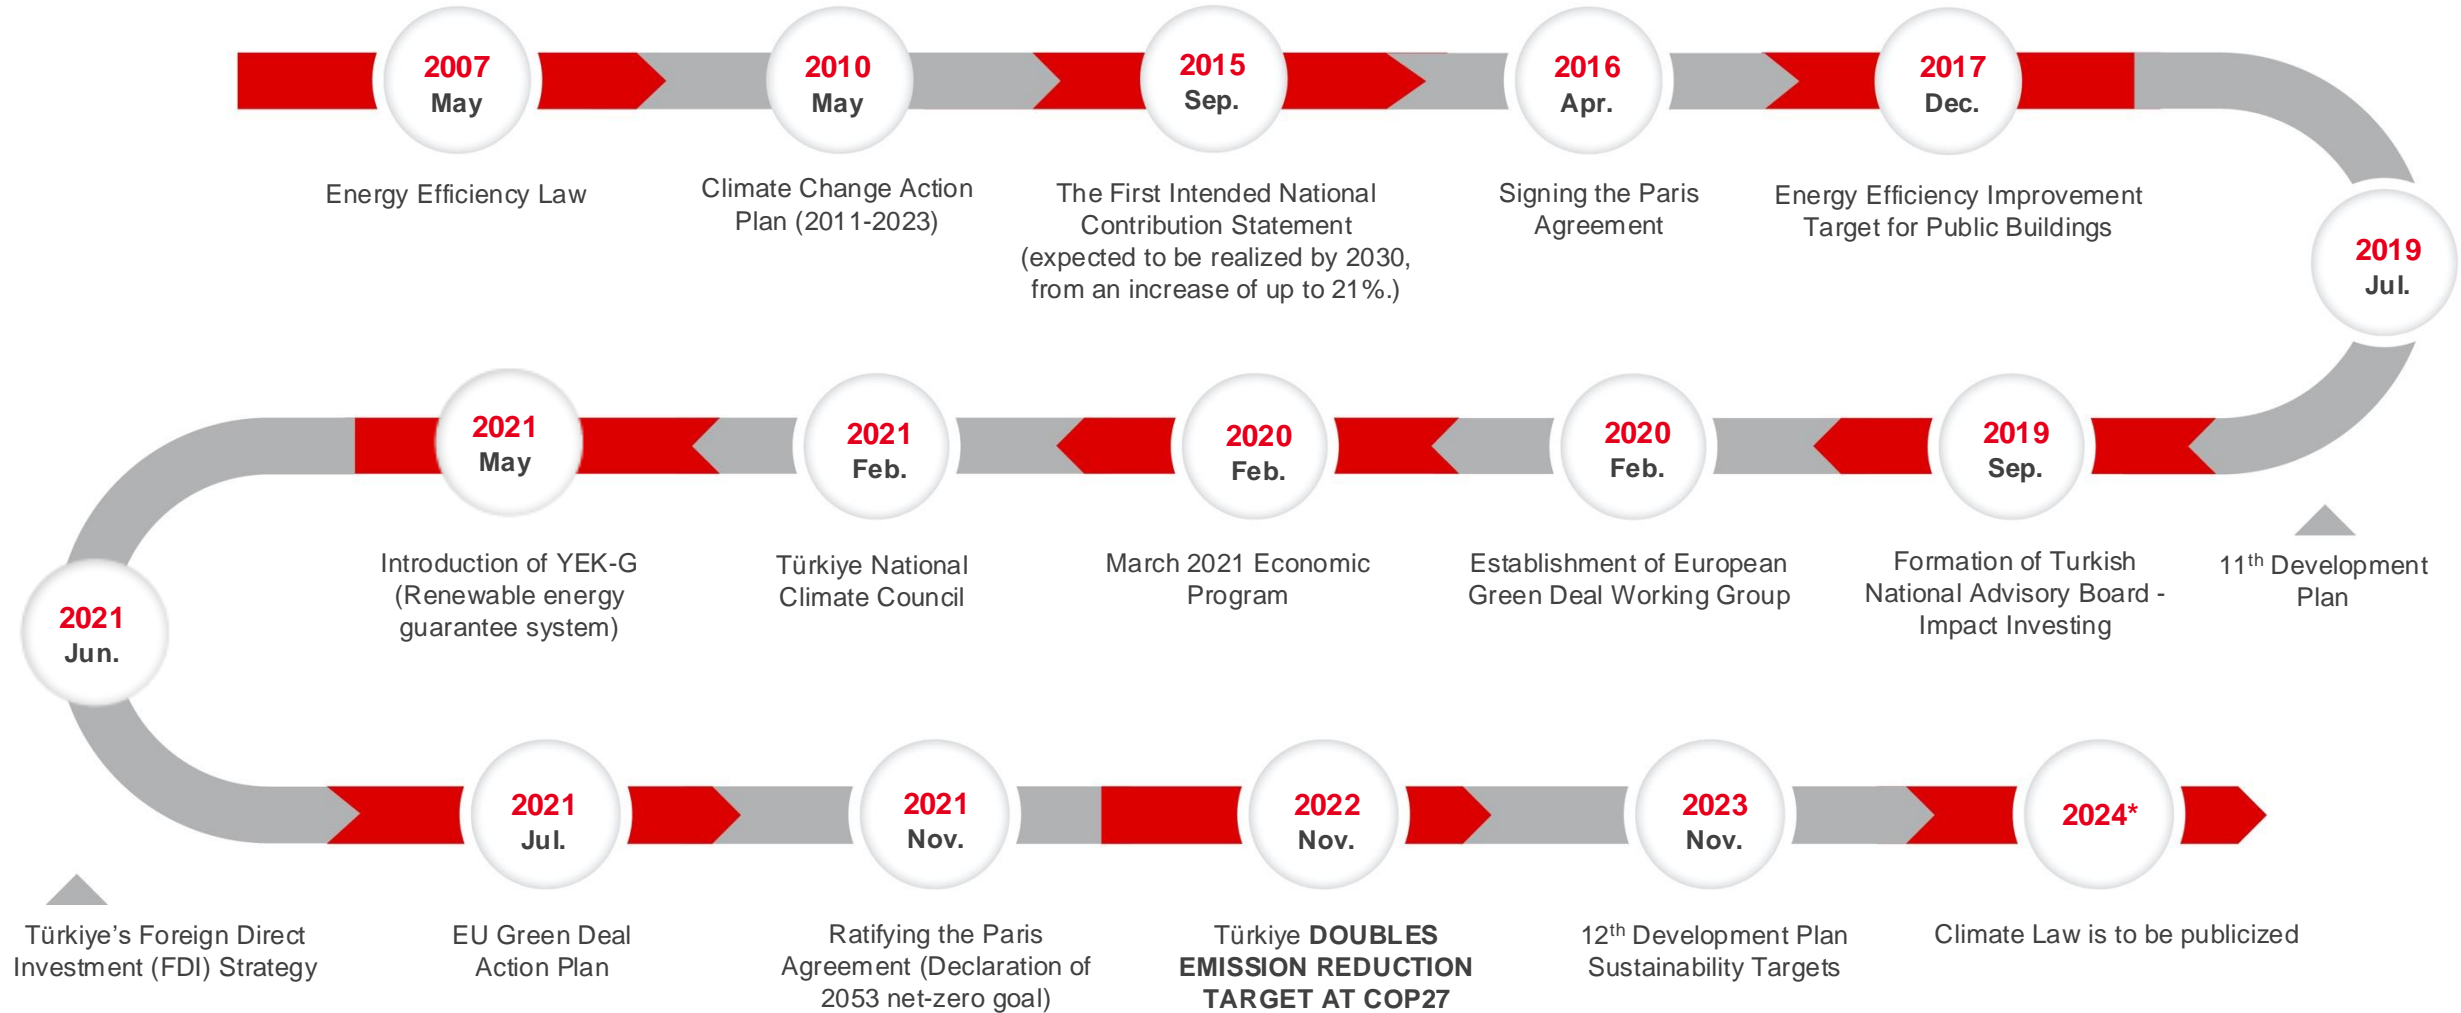 2007
May
Energy Efficiency Law
2010
May
Climate Change Action
Plan (2011-2023)
2015
Sep.
The First Intended National
Contribution Statement
(expected to be realized by 2030,
from an increase of up to 21%.)
2016
Apr.
Signing the Paris
Agreement
2017
Dec.
Energy Efficiency Improvement
Target for Public Buildings
2019
Jul.
11th Development
Plan
2019
Sep.
Formation of Turkish
National Advisory Board -
Impact Investing
2020
Feb.
Establishment of European
Green Deal Working Group
2020
Feb.
March 2021 Economic
Program
2021
Feb.
Türkiye National
Climate Council
2021
May
Introduction of YEK-G
(Renewable energy
guarantee system)
2021
Jun.
Türkiye’s Foreign Direct
Investment (FDI) Strategy
2021
Jul.
EU Green Deal
Action Plan
2021
Nov.
Ratifying the Paris
Agreement (Declaration of
2053 net-zero goal)
2022
Nov.
Türkiye DOUBLES
EMISSION REDUCTION
TARGET AT COP27
2023
Nov.
12th Development Plan
Sustainability Targets
2024*
Climate Law is to be publicized